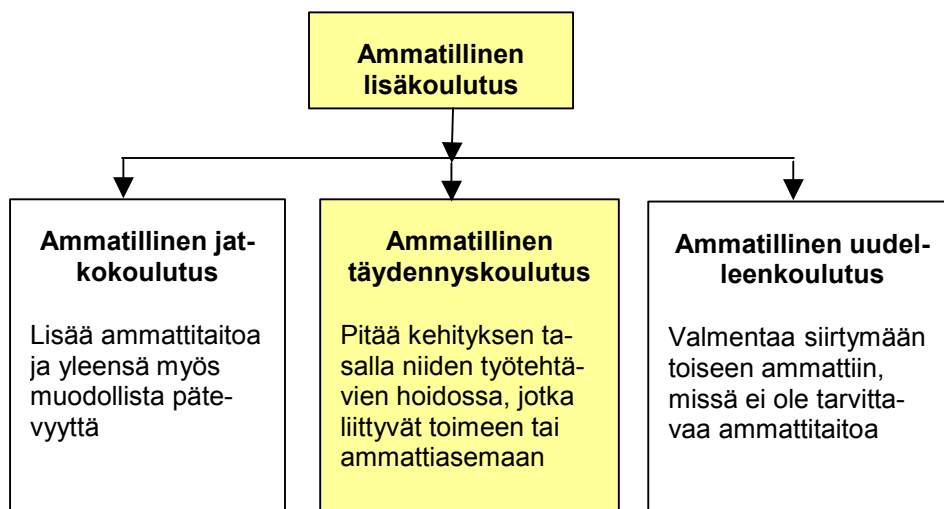 Ammatillinen
lisäkoulutus
Ammatillinen jat-
kokoulutus
Lisää ammattitaitoa
ja yleensä myös
muodollista päte-
vyyttä
Ammatillinen
täydennyskoulutus
Pitää kehityksen ta-
salla niiden työtehtä-
vien hoidossa, jotka
liittyvät toimeen tai
ammattiasemaan
Ammatillinen uudel-
leenkoulutus
Valmentaa siirtymään
toiseen ammattiin,
missä ei ole tarvitta-
vaa ammattitaitoa